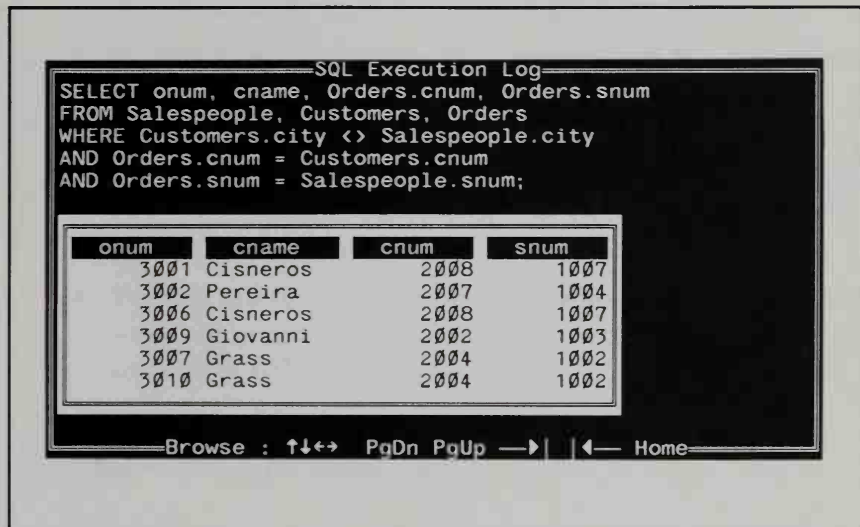 SQL Execution Log
SELECT onum, cname, Orders.cnum, Orders.snum
FROM Salespeople, Customers, Orders
WHERE Customers.city <> Salespeople.city
AND Orders.cnum = Customers.cnum
AND Orders.snum = Salespeople.snum;
onum cname cnum snum
3001 Cisneros 2008 1007
3002 Pereira 2007 1004
3006 Cisneros 2008 1007
3009 Giovanni 2002 1003
3007 Grass 2004 1002
3010 Grass 2004 1002
Browse : ↑↓←→ PgDn PgUp —▶| |◀— Home